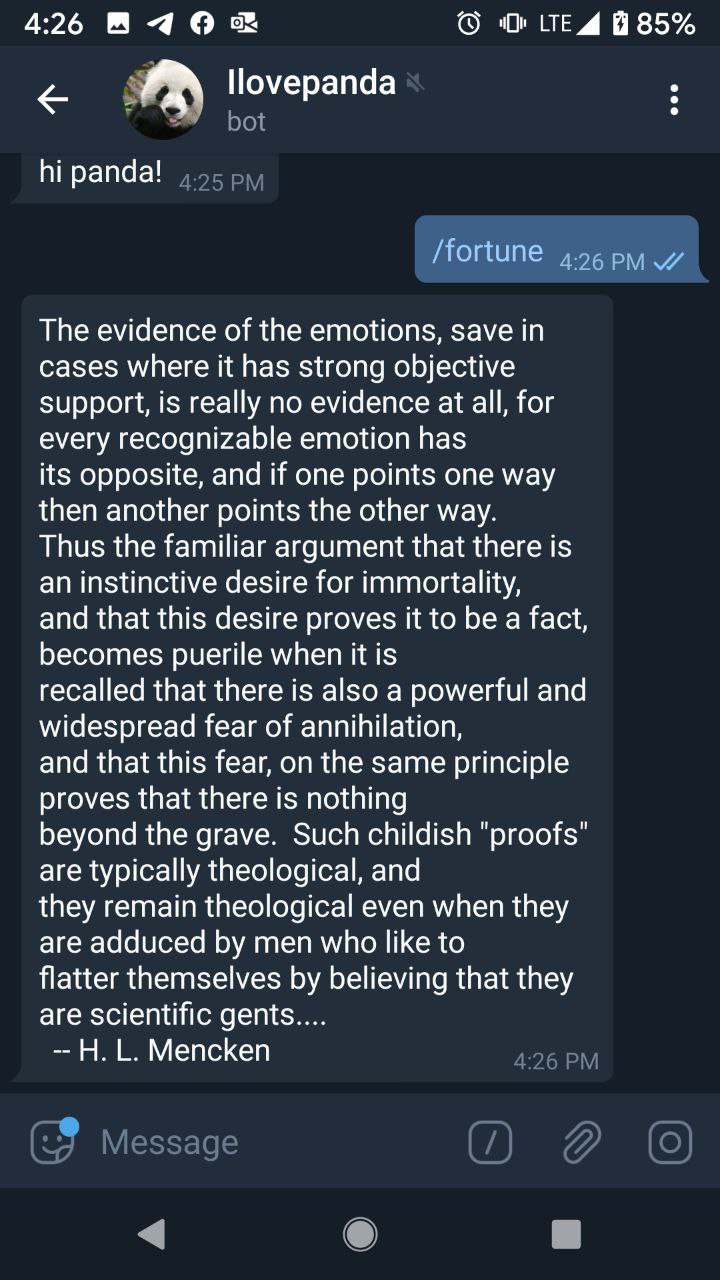 4:26 LTE 85%
Ilovepanda
bot
hi panda! 4:25 PM
/fortune 4:26 PM
The evidence of the emotions, save in
cases where it has strong objective
support, is really no evidence at all, for
every recognizable emotion has
its opposite, and if one points one way
then another points the other way.
Thus the familiar argument that there is
an instinctive desire for immortality,
and that this desire proves it to be a fact,
becomes puerile when it is
recalled that there is also a powerful and
widespread fear of annihilation,
and that this fear, on the same principle
proves that there is nothing
beyond the grave.  Such childish "proofs"
are typically theological, and
they remain theological even when they
are adduced by men who like to
flatter themselves by believing that they
are scientific gents....
-- H. L. Mencken 4:26 PM
Message